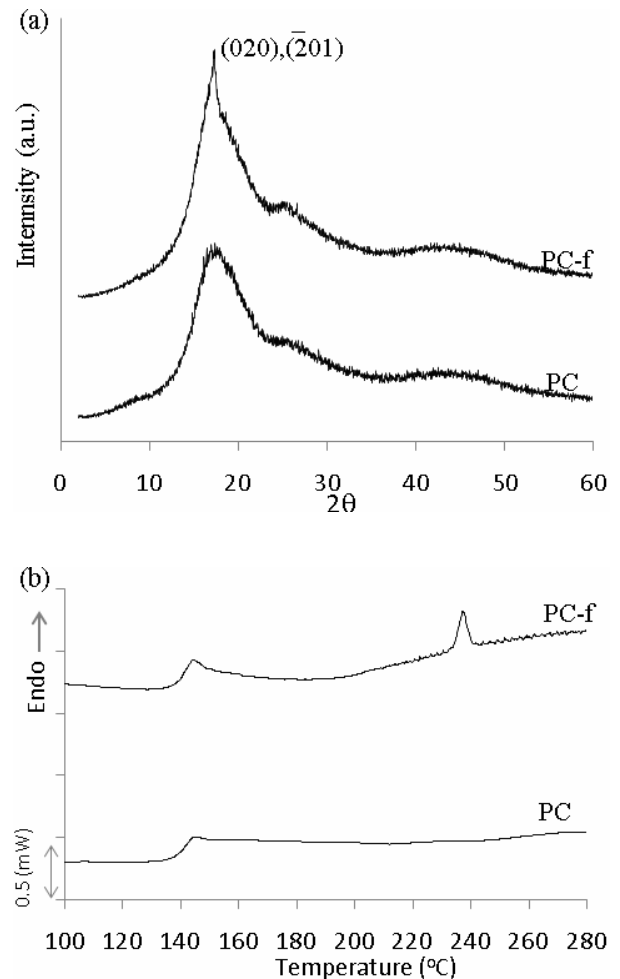 (a)
(020),(2̅01)
Intennsity (a.u.)
PC-f
PC
0 10 20 30 40 50 60
2θ
(b)
PC-f
Endo
PC
0.5 (mW)
100 120 140 160 180 200 220 240 260 280
Temperature (°C)